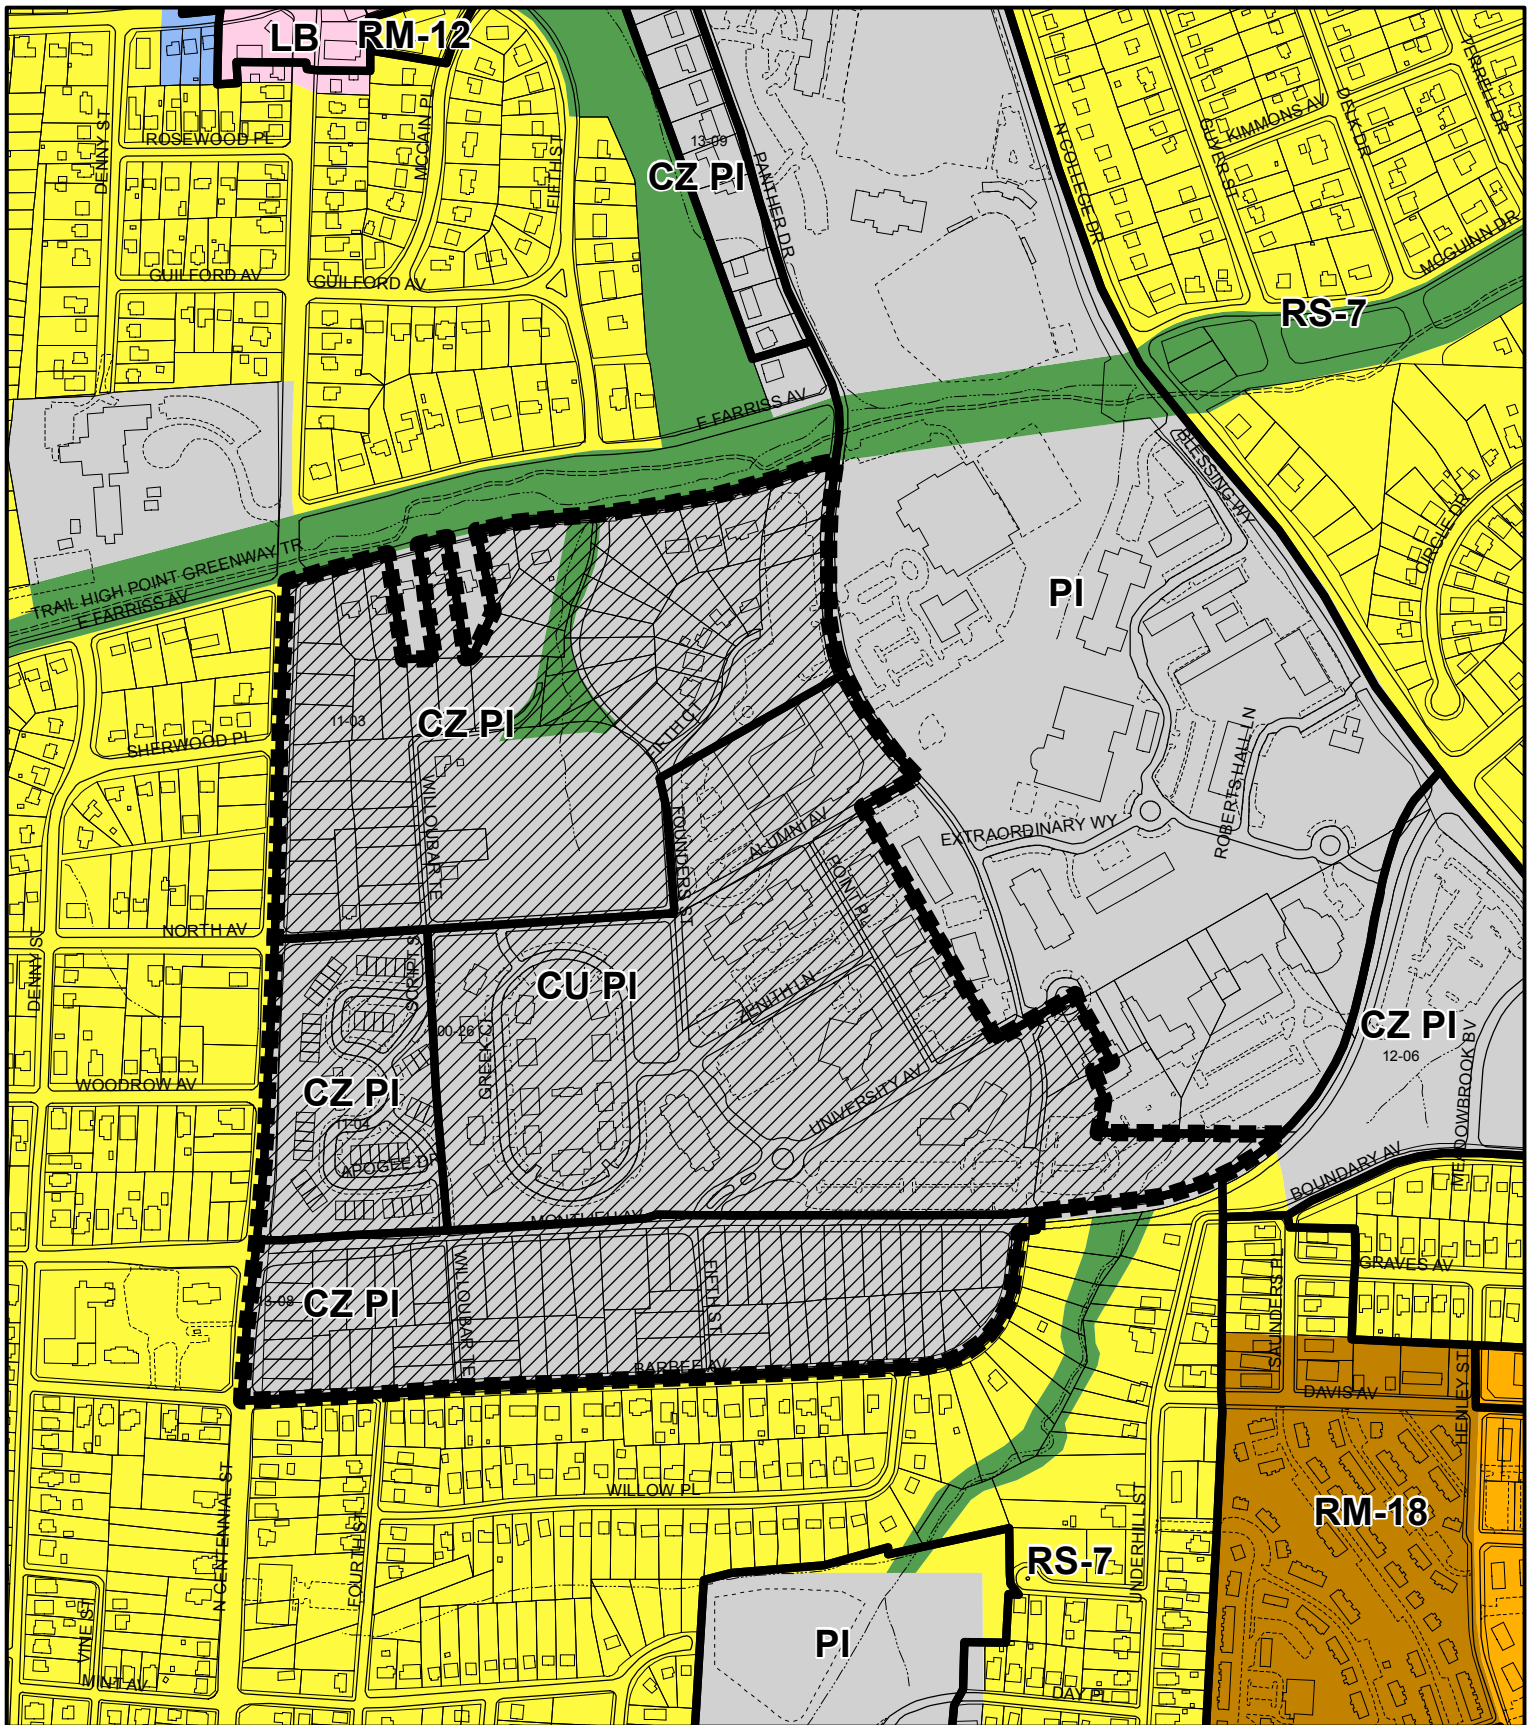 LB
RM-12
ROSEWOOD PL
DENNY ST
MCCAIN PL
FIFTH ST
13-09
CZ PI
PANTHER DR
N COLLEGE DR
GUYER ST
KIMMONS AV
DALK DR
TERRELL DR
MCGUINN DR
GUILFORD AV
GUILFORD AV
RS-7
E FARRISS AV
BLESSING WY
CIRCLE DR
TRAIL HIGH POINT GREENWAY TR
E FARRISS AV
PI
11-03
CZ PI
FIFTH CT
SHERWOOD PL
WILLOUBAR TE
FOUNDERS ST
ALUMNI AV
POINT PL
EXTRAORDINARY WY
ROBERTS HALL LN
NORTH AV
DENNY ST
SCRIPT S
CU PI
ZENITH LN
00-26
GREEK CT
CZ PI
12-06
MEADOWBROOK BV
WOODROW AV
CZ PI
11-04
APOGEE DR
UNIVERSITY AV
BOUNDARY AV
MONTLIEU AV
GRAVES AV
SAUNDERS PL
3-08
CZ PI
WILLOUBAR TE
FIFTH ST
BARBEE AV
DAVIS AV
HENLEY ST
N CENTENNIAL ST
FOURTH ST
WILLOW PL
UNDERHILL ST
RM-18
RS-7
VINE ST
PI
MINT AV
DAY PL